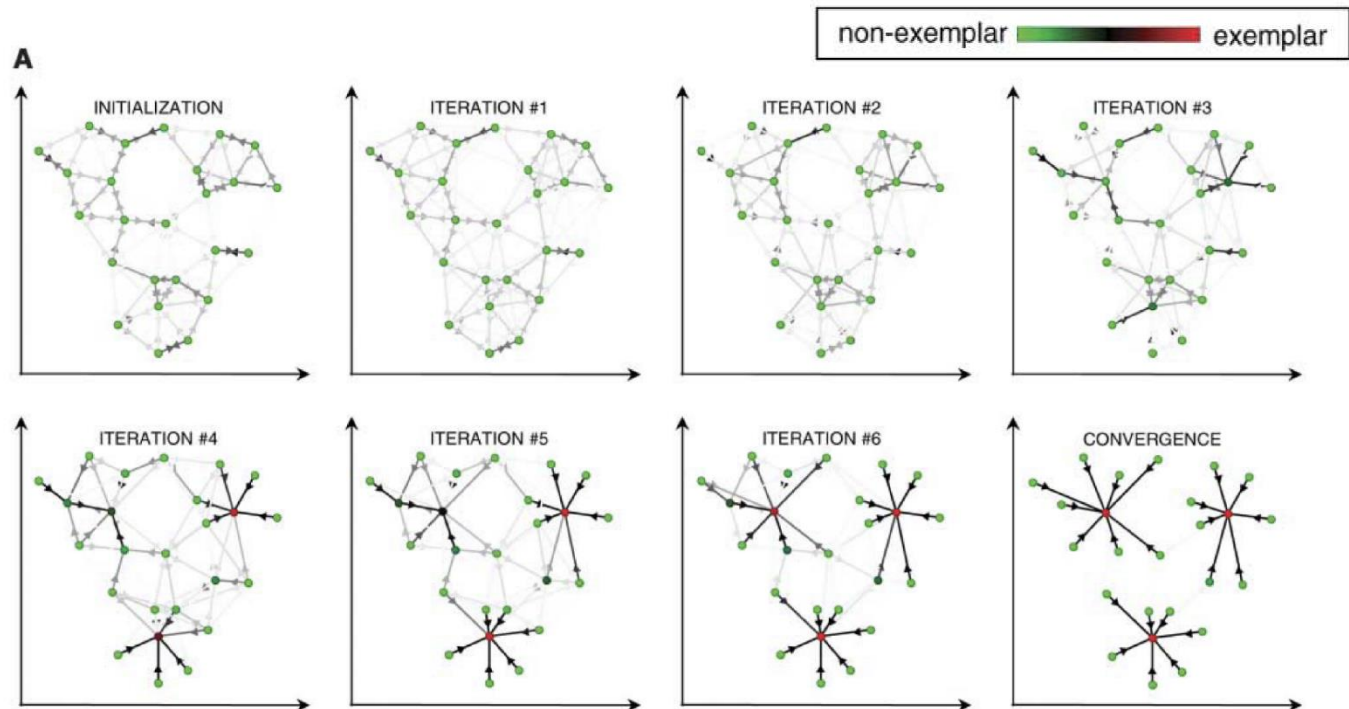 non-exemplar exemplar
A
INITIALIZATION ITERATION #1 ITERATION #2 ITERATION #3
ITERATION #4 ITERATION #5 ITERATION #6 CONVERGENCE